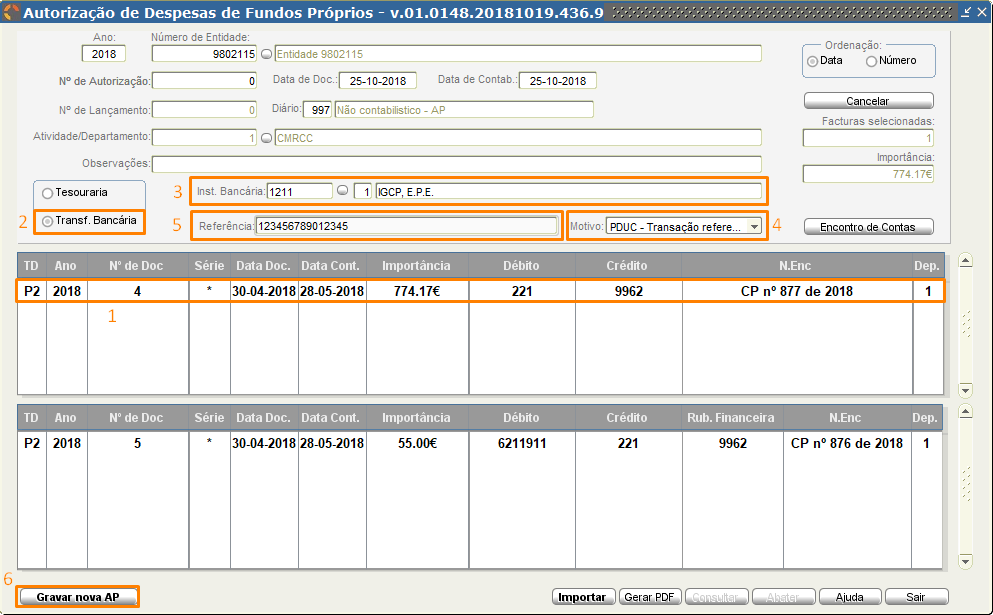 Autorização de Despesas de Fundos Próprios - v.01.0148.20181019.436.9
Ano: Número de Entidade: Ordenação:
2018 9802115 Entidade 9802115 Data Número
Nº de Autorização: 0 Data de Doc.: 25-10-2018 Data de Contab.: 25-10-2018
Cancelar
Nº de Lançamento: 0 Diário: 997 Não contabilistico - AP
Facturas selecionadas:
Atividade/Departamento: 1 CMRCC 1
Observações: Importância:
774.17€
Tesouraria 3 Inst. Bancária: 1211 1 IGCP, E.P.E.
2 Transf. Bancária 5 Referência: 123456789012345 Motivo: PDUC - Transação refere... 4 Encontro de Contas
TD Ano Nº de Doc Série Data Doc. Data Cont. Importância Débito Crédito N.Enc Dep.
P2 2018 4 * 30-04-2018 28-05-2018 774.17€ 221 9962 CP nº 877 de 2018 1
1
TD Ano Nº de Doc Série Data Doc. Data Cont. Importância Débito Crédito Rub. Financeira N.Enc Dep.
P2 2018 5 * 30-04-2018 28-05-2018 55.00€ 6211911 221 9962 CP nº 876 de 2018 1
6
Gravar nova AP Importar Gerar PDF Consultar Abater Ajuda Sair